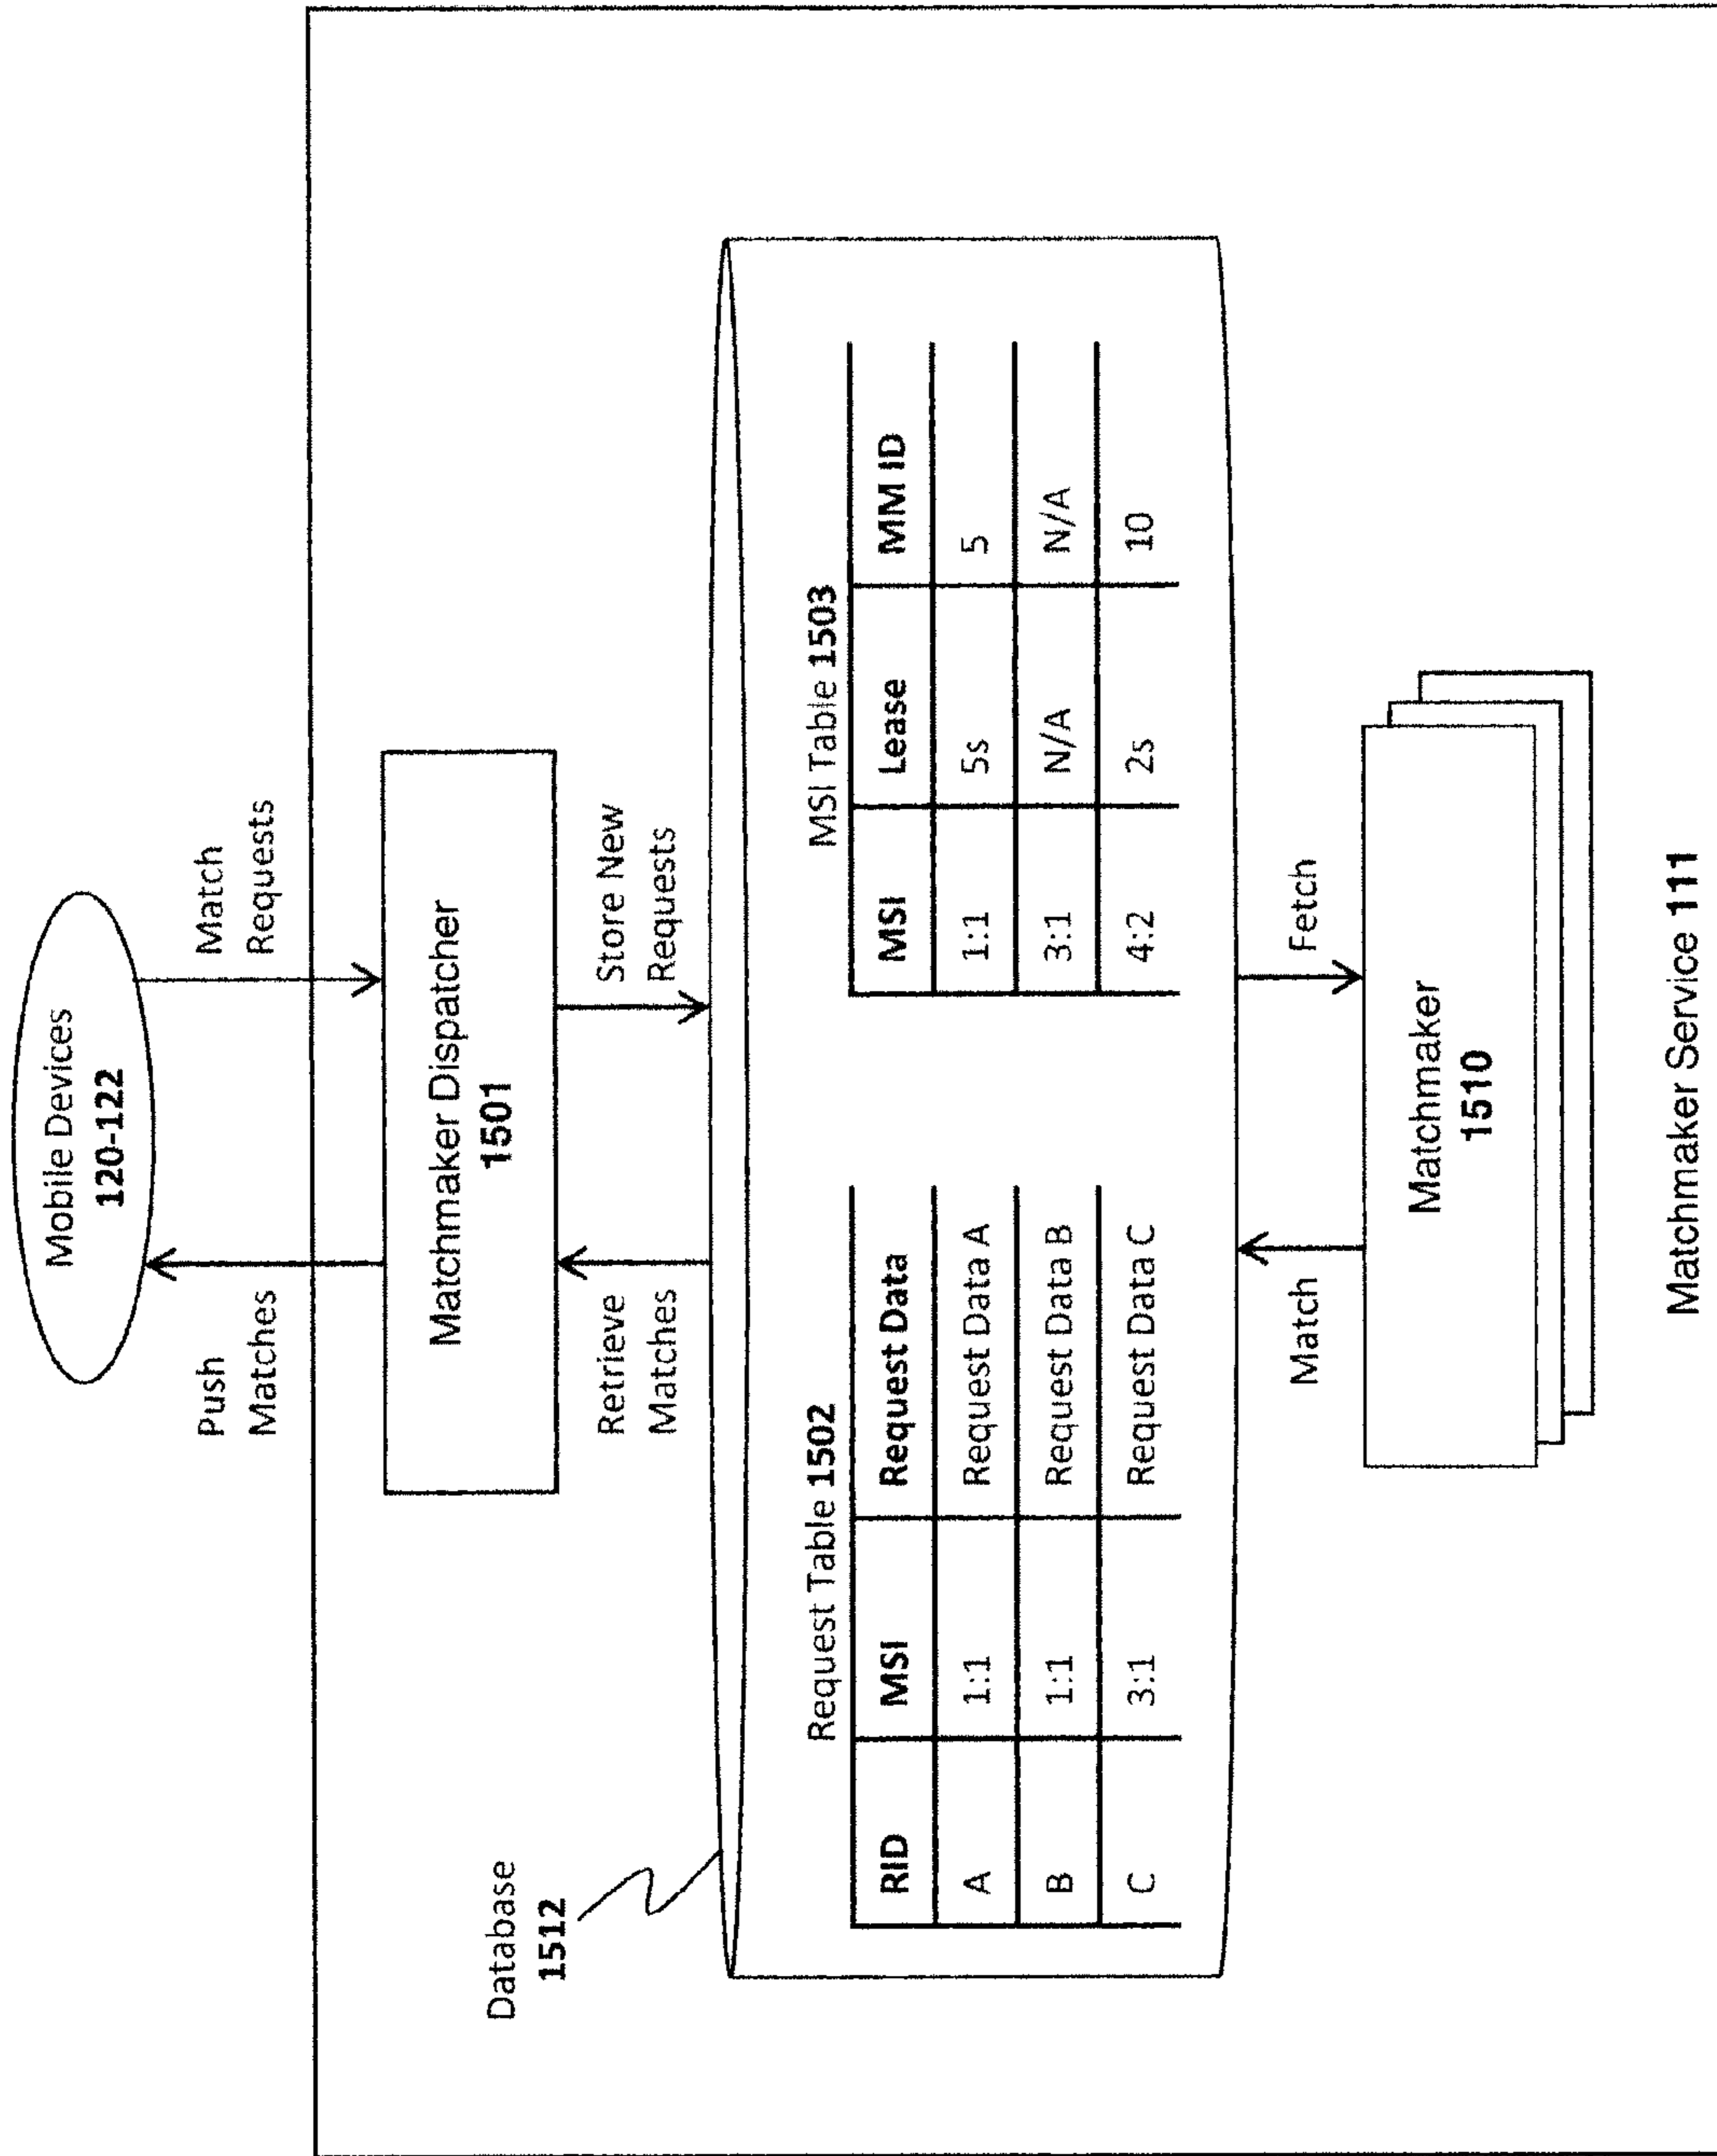 Mobile Devices
120-122
Push
Matches
Match
Requests
Matchmaker Dispatcher
1501
Retrieve
Matches
Store New
Requests
Database
1512
Request Table 1502
RID MSI Request Data
A 1:1 Request Data A
B 1:1 Request Data B
C 3:1 Request Data C
MSI Table 1503
MSI Lease MM ID
1:1 5s 5
3:1 N/A N/A
4:2 2s 10
Match
Fetch
Matchmaker
1510
Matchmaker Service 111